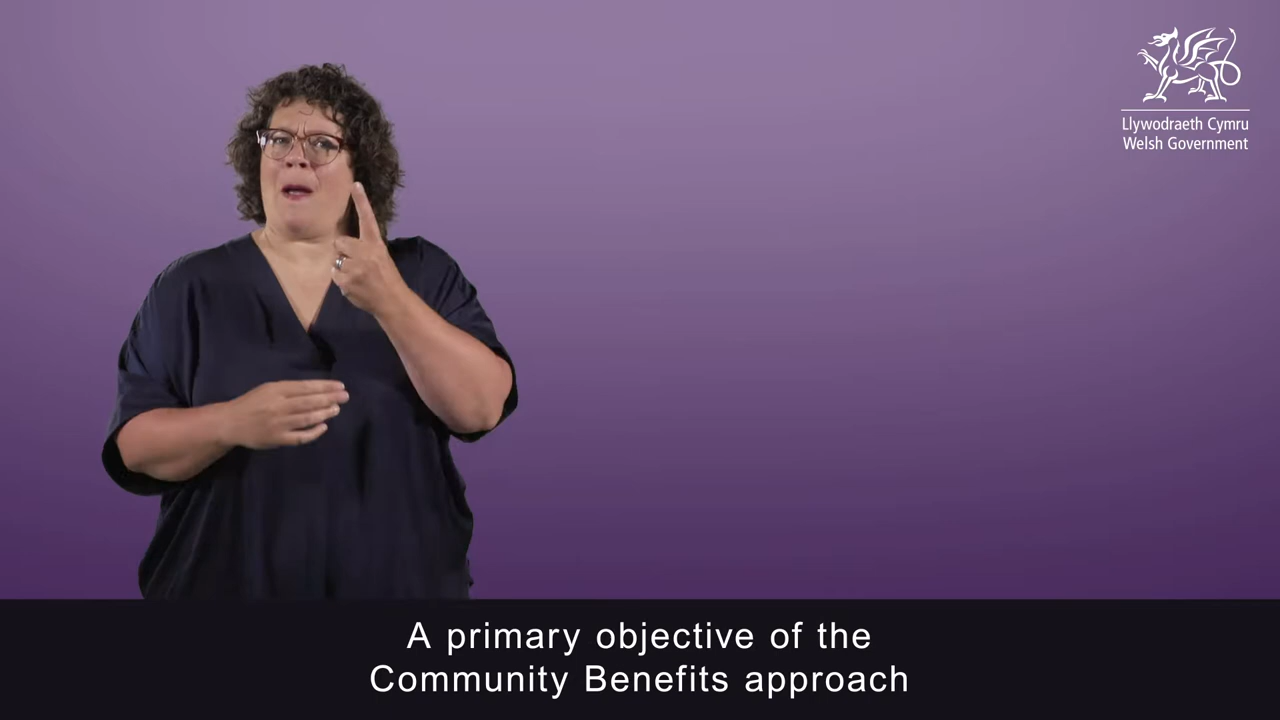 Llywodraeth Cymru
Welsh Government
A primary objective of the
Community Benefits approach